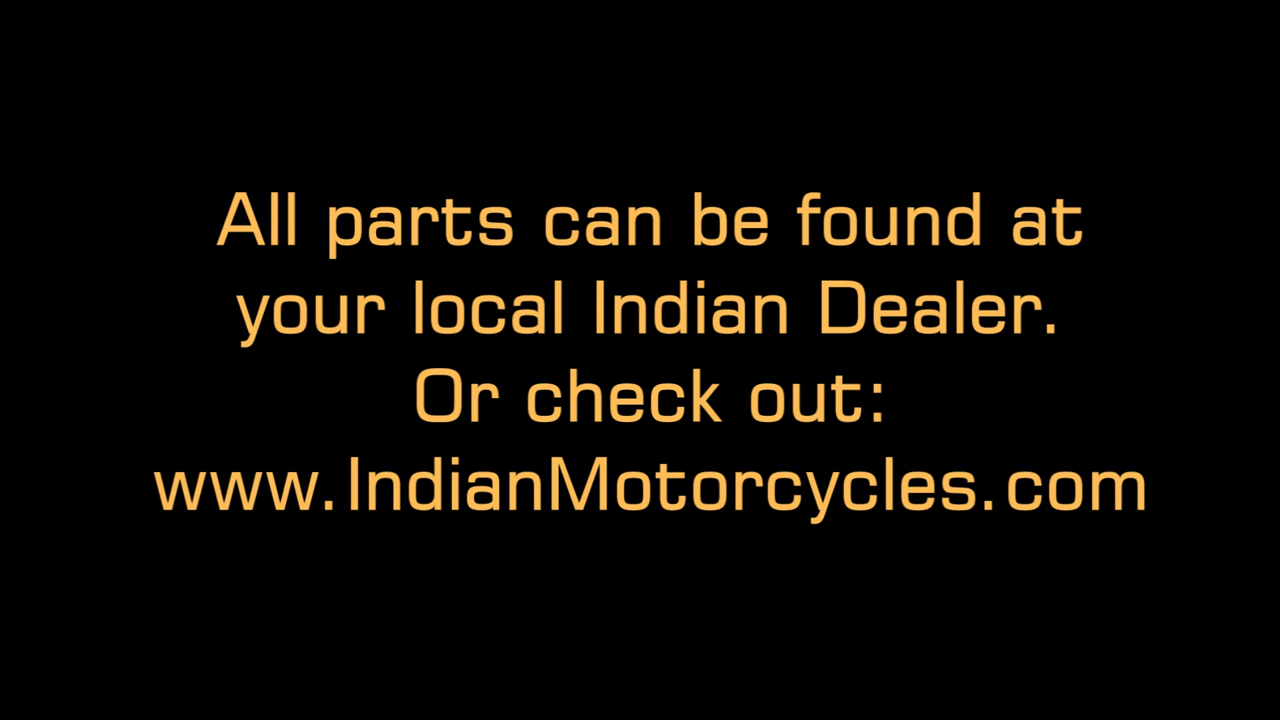 All parts can be found at
your local Indian Dealer.
Or check out:
www.IndianMotorcycles.com